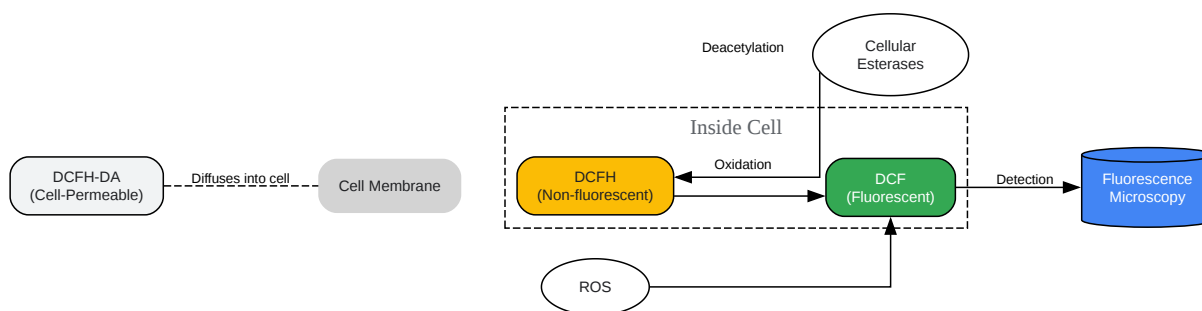 Deacetylation
Cellular
Esterases
Inside Cell
DCFH-DA
(Cell-Permeable)
Diffuses into cell
Cell Membrane
DCFH
(Non-fluorescent)
Oxidation
DCF
(Fluorescent)
Detection
Fluorescence
Microscopy
ROS